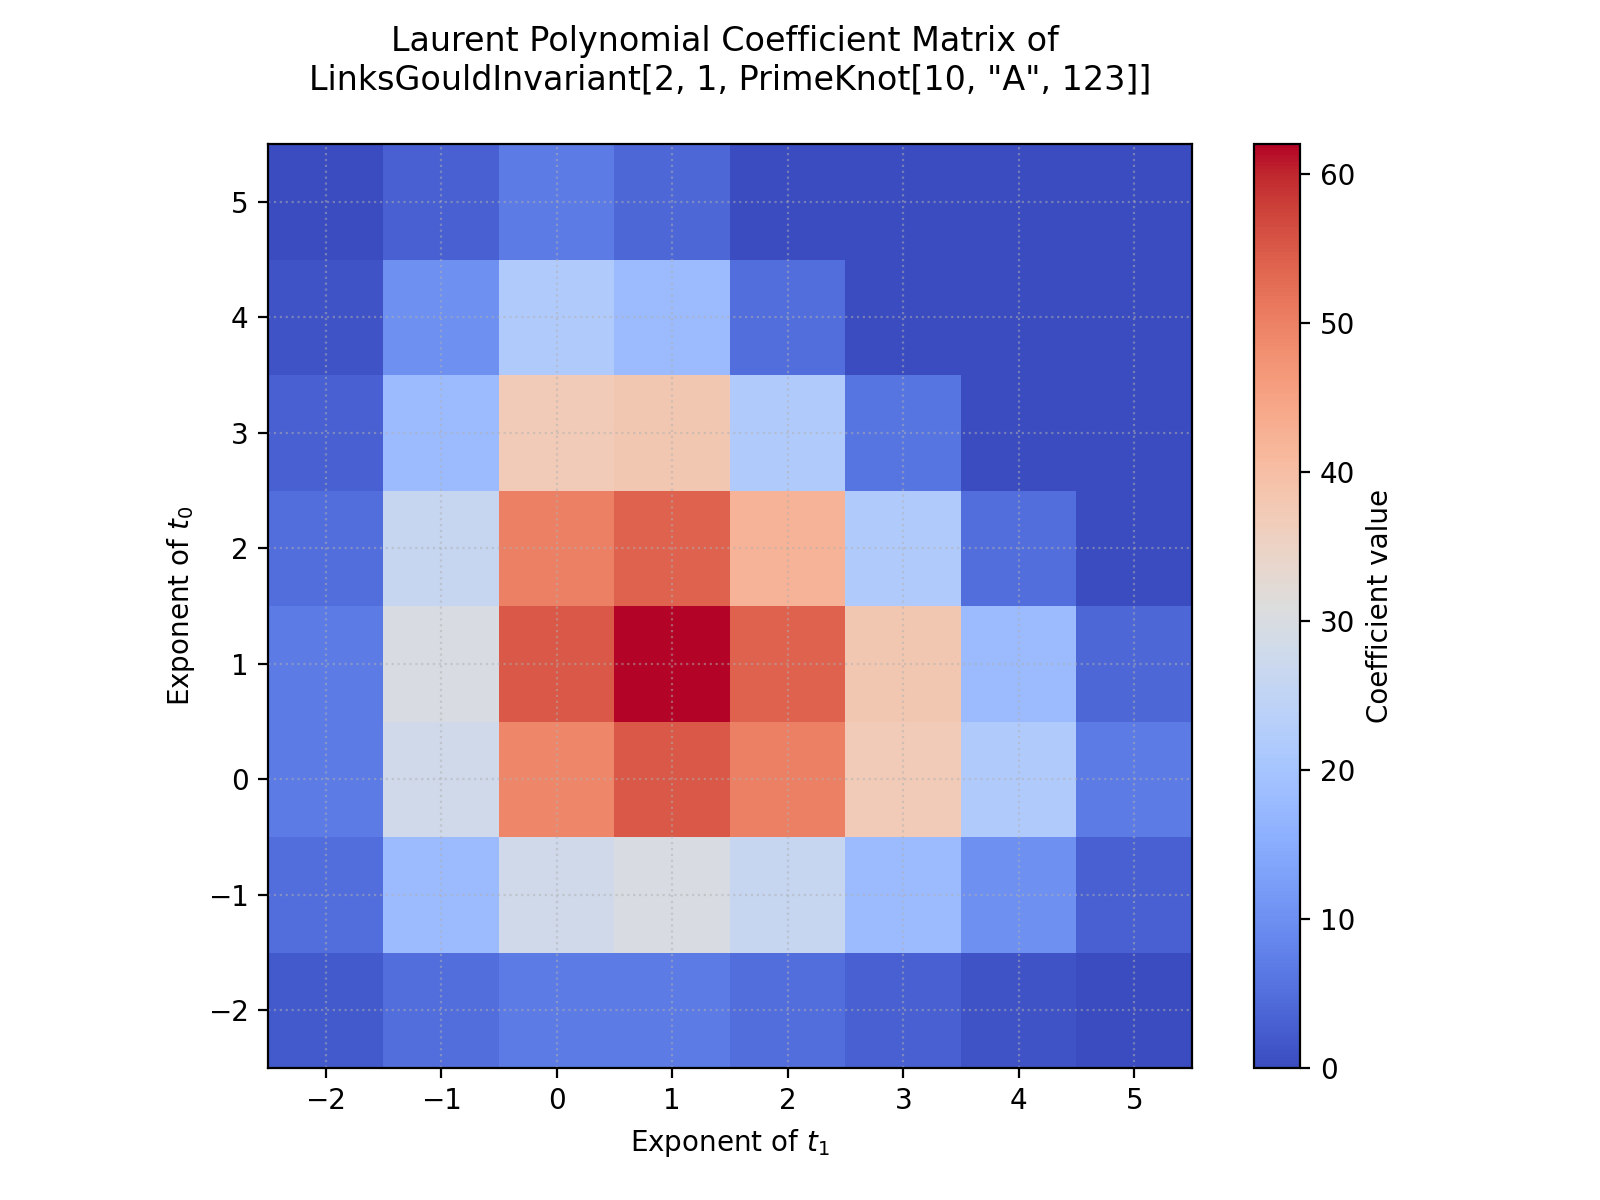 Laurent Polynomial Coefficient Matrix of
LinksGouldInvariant[2, 1, PrimeKnot[10, "A", 123]]
5
4
3
2
1
0
−1
−2
Exponent of t₀
−2 −1 0 1 2 3 4 5
Exponent of t₁
60
50
40
30
20
10
0
Coefficient value